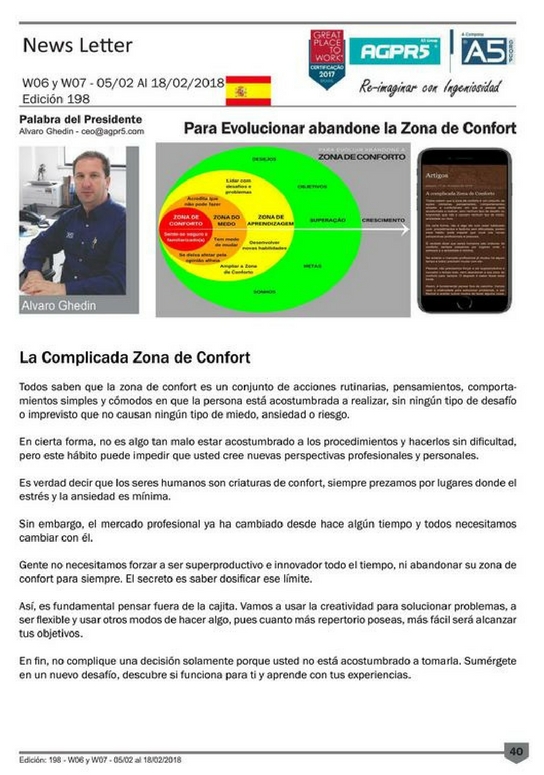 News Letter
GREAT
PLACE
TO
WORK
CERTIFICAÇÃO
2017
AGPR5
A5
Re-imaginar con Ingeniosidad
W06 y W07 - 05/02 Al 18/02/2018
Edición 198
Palabra del Presidente
Alvaro Ghedin - ceo@agpr5.com
Para Evolucionar abandone la Zona de Confort
PARA EVOLUIR ABANDONE A
ZONA DE CONFORTO
DESAFIOS
Lidar com
desafios e
problemas
OBJETIVOS
Acredita que
não pode fazer
ZONA DE
CONFORTO
ZONA DO
MEDO
ZONA DE
APRENDIZAGEM
SUPERAÇÃO
CRESCIMENTO
Sente-se seguro e
familiarizado(a)
Tem medo
de mudar
Desenvolver
novas habilidades
Se deixa afetar pela
opinião alheia
Ampliar a Zona
de Conforto
METAS
SONHOS
Artigos
A complicada Zona de Conforto
Alvaro Ghedin
La Complicada Zona de Confort
Todos saben que la zona de confort es un conjunto de acciones rutinarias, pensamientos, comporta-
mientos simples y cómodos en que la persona está acostumbrada a realizar, sin ningún tipo de desafío
o imprevisto que no causan ningún tipo de miedo, ansiedad o riesgo.
En cierta forma, no es algo tan malo estar acostumbrado a los procedimientos y hacerlos sin dificultad,
pero este hábito puede impedir que usted cree nuevas perspectivas profesionales y personales.
Es verdad decir que los seres humanos son criaturas de confort, siempre prezamos por lugares donde el
estrés y la ansiedad es mínima.
Sin embargo, el mercado profesional ya ha cambiado desde hace algún tiempo y todos necesitamos
cambiar con él.
Gente no necesitamos forzar a ser superproductivo e innovador todo el tiempo, ni abandonar su zona de
confort para siempre. El secreto es saber dosificar ese límite.
Así, es fundamental pensar fuera de la cajita. Vamos a usar la creatividad para solucionar problemas, a
ser flexible y usar otros modos de hacer algo, pues cuanto más repertorio poseas, más fácil será alcanzar
tus objetivos.
En fin, no complique una decisión solamente porque usted no está acostumbrado a tomarla. Sumérgete
en un nuevo desafío, descubre si funciona para ti y aprende con tus experiencias.
40
Edición: 198 - W06 y W07 - 05/02 al 18/02/2018